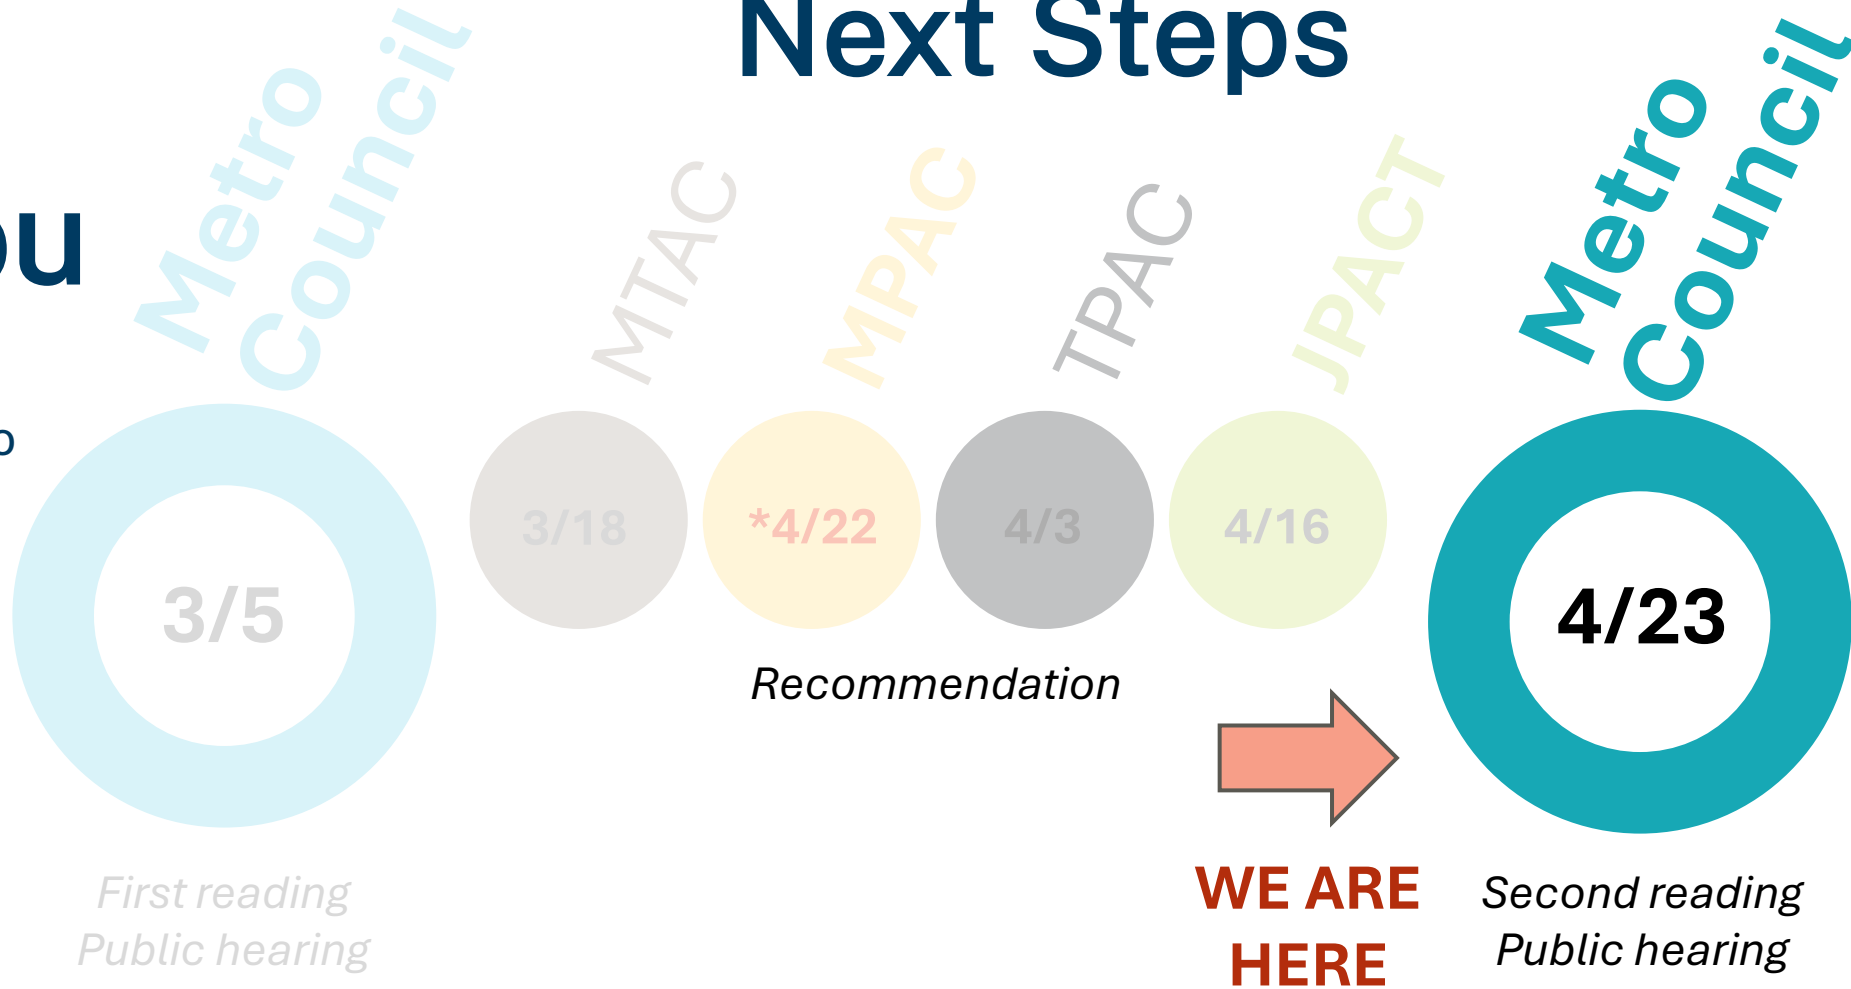 Next Steps
ou
o
Metro
Council
MTAC
MPAC
TPAC
JPACT
Metro
Council
3/5
3/18
*4/22
4/3
4/16
4/23
Recommendation
First reading
Public hearing
WE ARE
HERE
Second reading
Public hearing